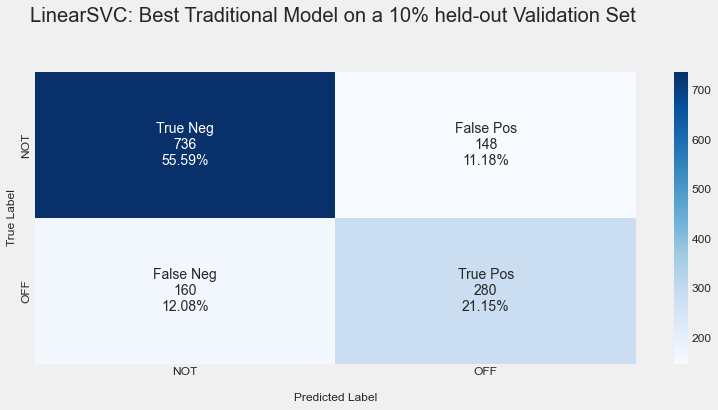 LinearSVC: Best Traditional Model on a 10% held-out Validation Set
True Label
NOT
OFF
True Neg
736
55.59%
False Pos
148
11.18%
False Neg
160
12.08%
True Pos
280
21.15%
NOT
OFF
Predicted Label
700
600
500
400
300
200